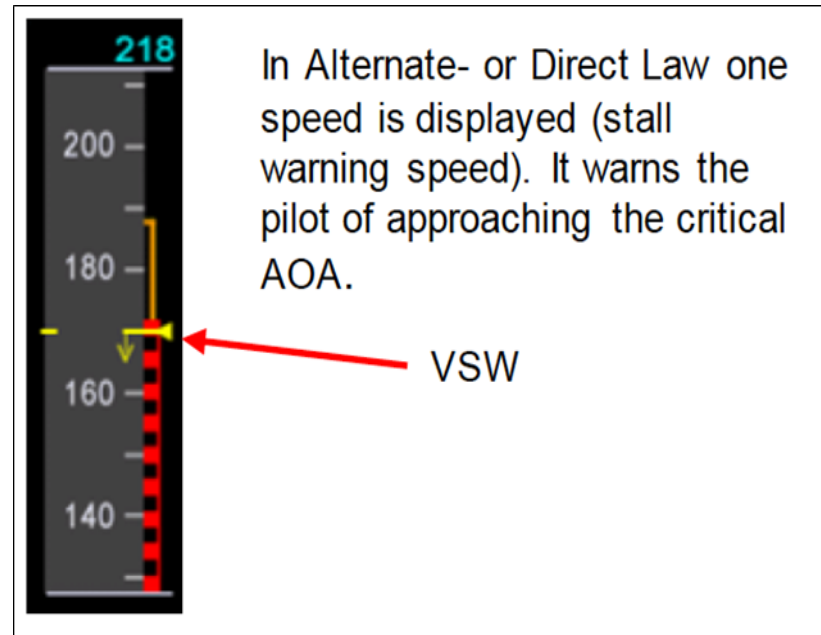 218
200
180
160
140
In Alternate- or Direct Law one
speed is displayed (stall
warning speed). It warns the
pilot of approaching the critical
AOA.
VSW